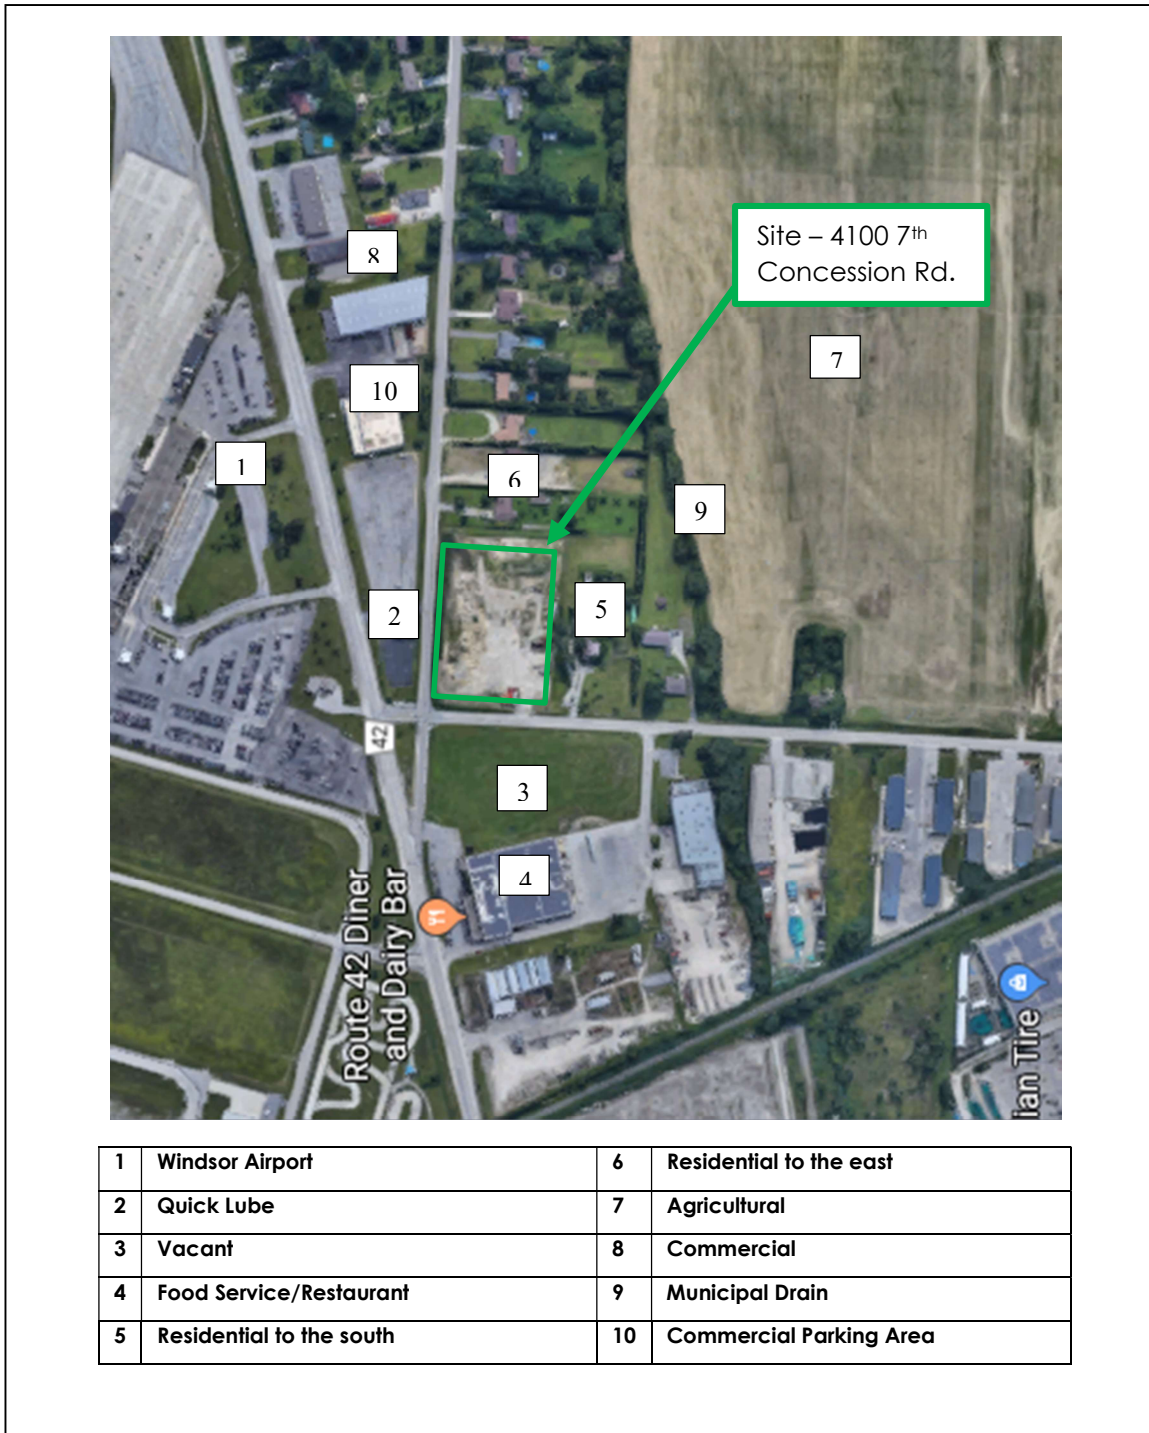 Site – 4100 7th
Concession Rd.
8
7
10
1
6
9
5
2
42
3
4
Route 42 Diner
and Dairy Bar
ian Tire
1 Windsor Airport 6 Residential to the east
2 Quick Lube 7 Agricultural
3 Vacant 8 Commercial
4 Food Service/Restaurant 9 Municipal Drain
5 Residential to the south 10 Commercial Parking Area